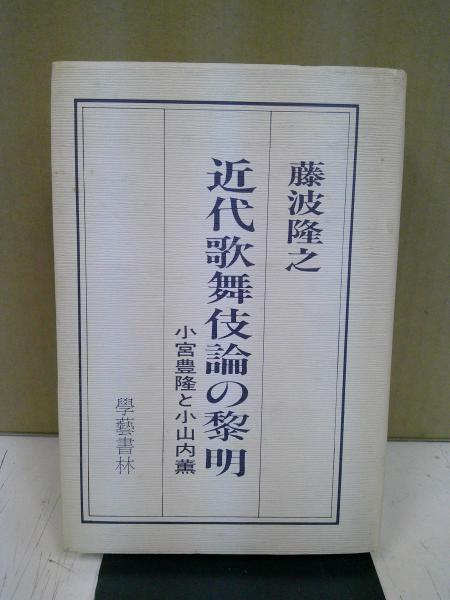 藤波隆之
近代歌舞伎論の黎明
小宮豊隆と小山内薫
學藝書林